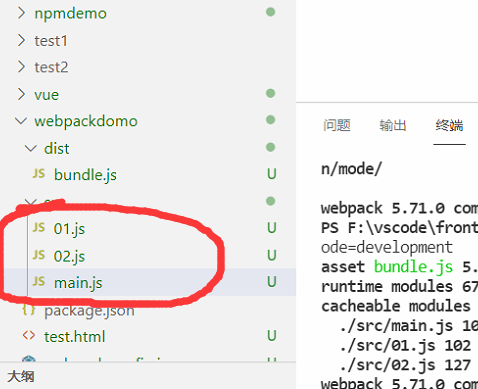 npmdemo
test1
test2
vue
webpackdomo
dist
JS bundle.js U
JS 01.js U
JS 02.js U
JS main.js U
package.json
<> test.html U
大纲
问题 输出 终端
n/mode/
webpack 5.71.0 com
PS F:\vscode\front
ode=development
asset bundle.js 5.
runtime modules 67
cacheable modules
./src/main.js 10
./src/01.js 102
./src/02.js 127
webpack 5.71.0 com